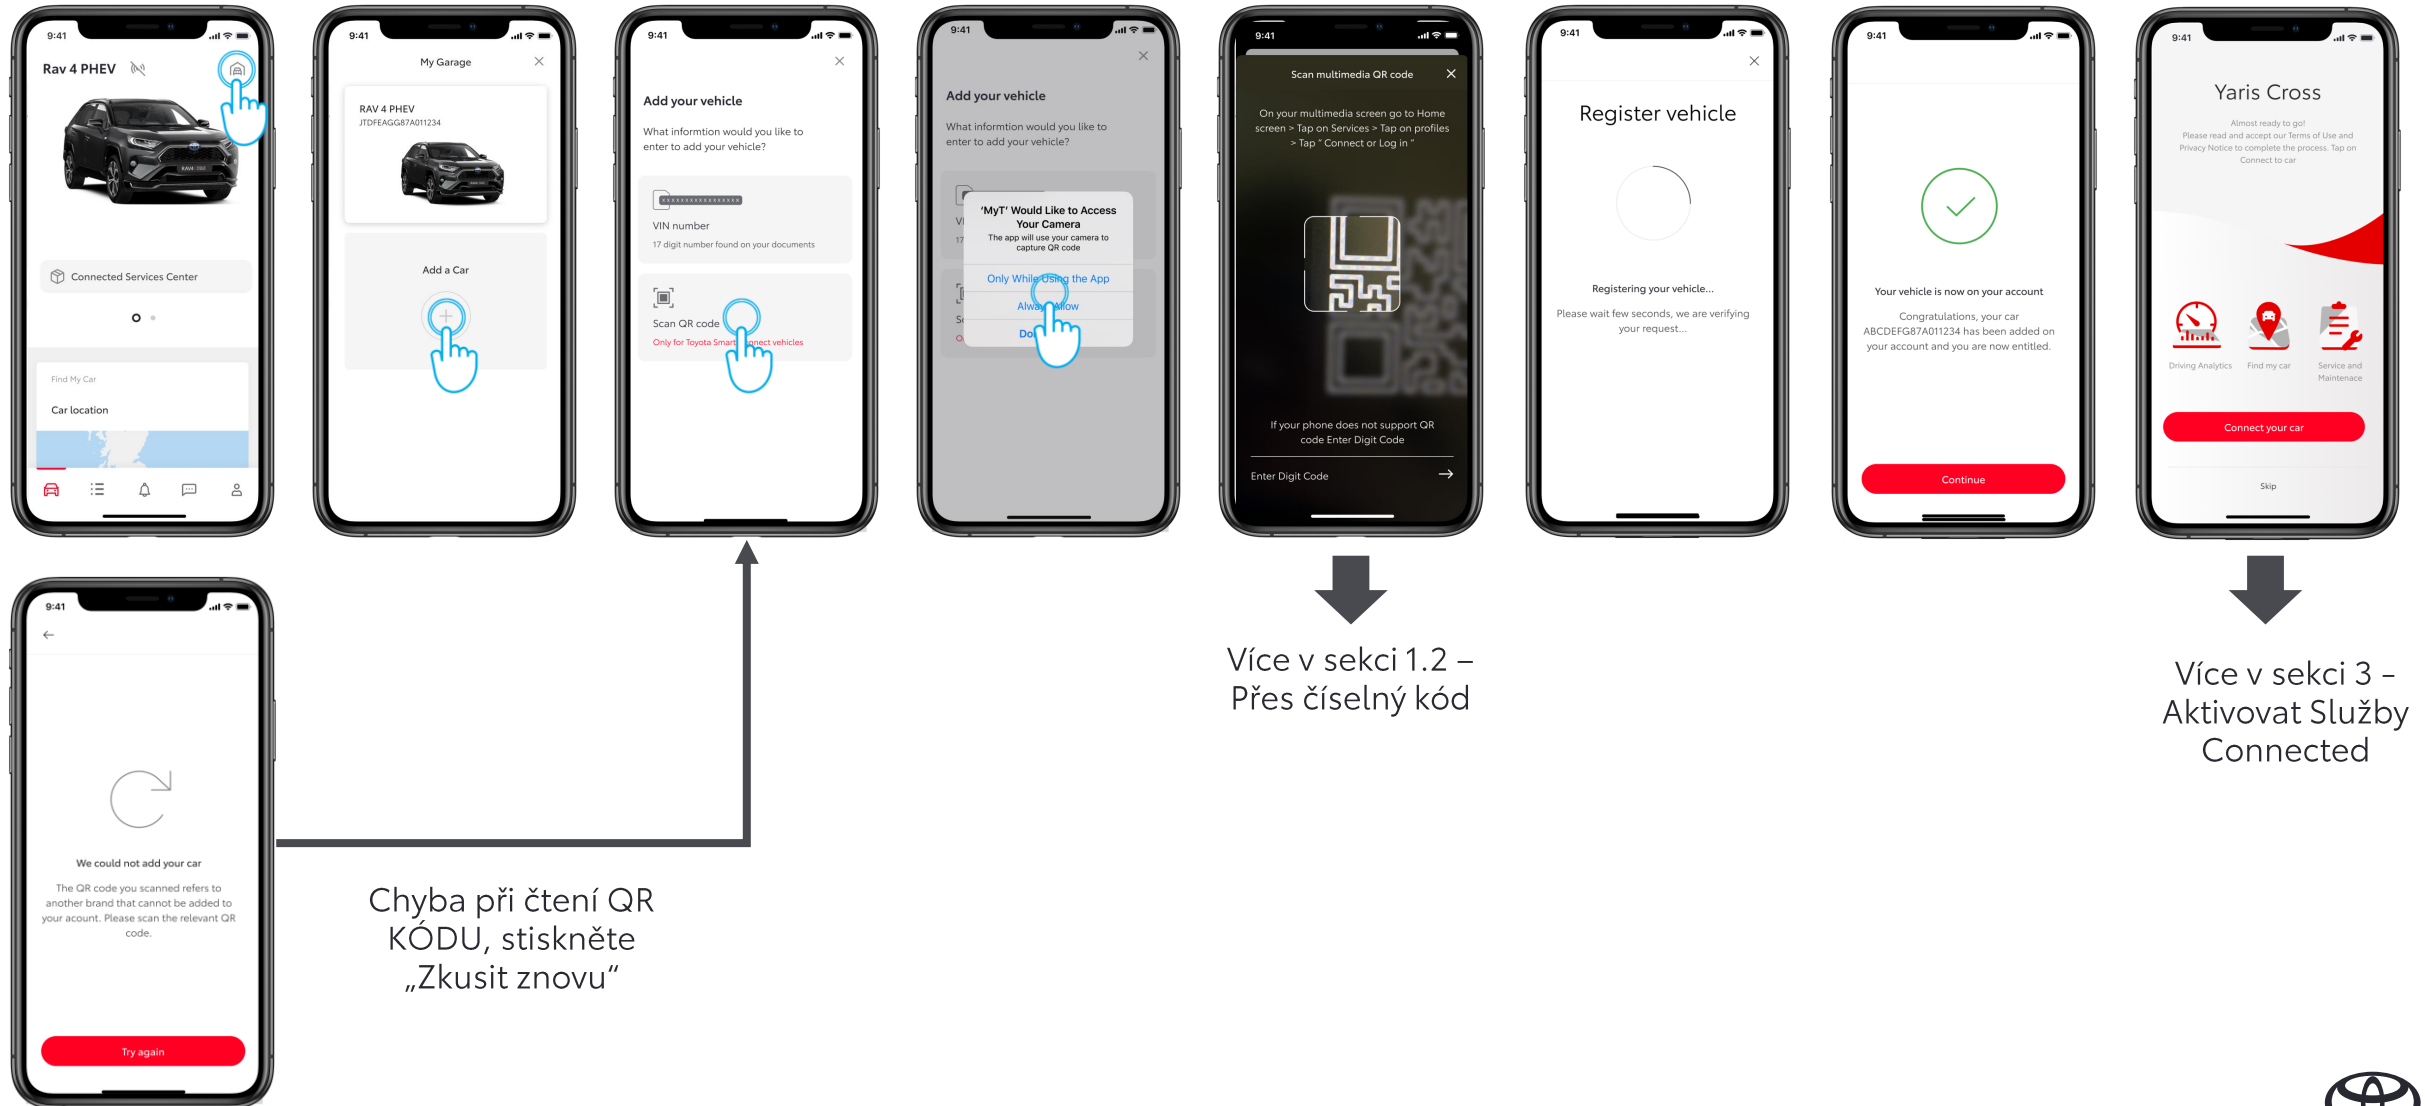 9:41
Rav 4 PHEV
Connected Services Center
Find My Car
Car location
9:41
My Garage
RAV 4 PHEV
JTDFEAGG87A011234
Add a Car
9:41
Add your vehicle
What informtion would you like to
enter to add your vehicle?
xxxxxxxxxxxxxxxxx
VIN number
17 digit number found on your documents
Scan QR code
Only for Toyota Smart nnect vehicles
9:41
Add your vehicle
What informtion would you like to
enter to add your vehicle?
17
'MyT' Would Like to Access
Your Camera
The app will use your camera to
capture QR code
Only While Using the App
Always Allow
9:41
Scan multimedia QR code
On your multimedia screen go to Home
screen > Tap on Services > Tap on profiles
> Tap " Connect or Log in "
If your phone does not support QR
code Enter Digit Code
Enter Digit Code
9:41
Register vehicle
Registering your vehicle...
Please wait few seconds, we are verifying
your request...
9:41
Your vehicle is now on your account
Congratulations, your car
ABCDEFG87A011234 has been added on
your account and you are now entitled.
Continue
9:41
Yaris Cross
Almost ready to go!
Please read and accept our Terms of Use and
Privacy Notice to complete the process. Tap on
Connect to car
Driving Analytics
Find my car
Service and
Maintenace
Connect your car
Skip
9:41
We could not add your car
The QR code you scanned refers to
another brand that cannot be added to
your acount. Please scan the relevant QR
code.
Try again
Chyba při čtení QR
KÓDU, stiskněte
„Zkusit znovu“
Více v sekci 1.2 –
Přes číselný kód
Více v sekci 3 –
Aktivovat Služby
Connected